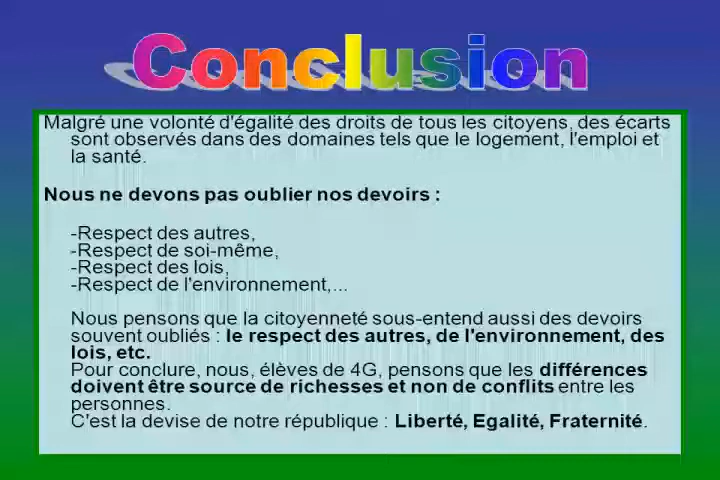 Conclusion
Malgré une volonté d'égalité des droits de tous les citoyens, des écarts
sont observés dans des domaines tels que le logement, l'emploi et
la santé.
Nous ne devons pas oublier nos devoirs :
-Respect des autres,
-Respect de soi-même,
-Respect des lois,
-Respect de l'environnement,...
Nous pensons que la citoyenneté sous-entend aussi des devoirs
souvent oubliés : le respect des autres, de l'environnement, des
lois, etc.
Pour conclure, nous, élèves de 4G, pensons que les différences
doivent être source de richesses et non de conflits entre les
personnes.
C'est la devise de notre république : Liberté, Egalité, Fraternité.